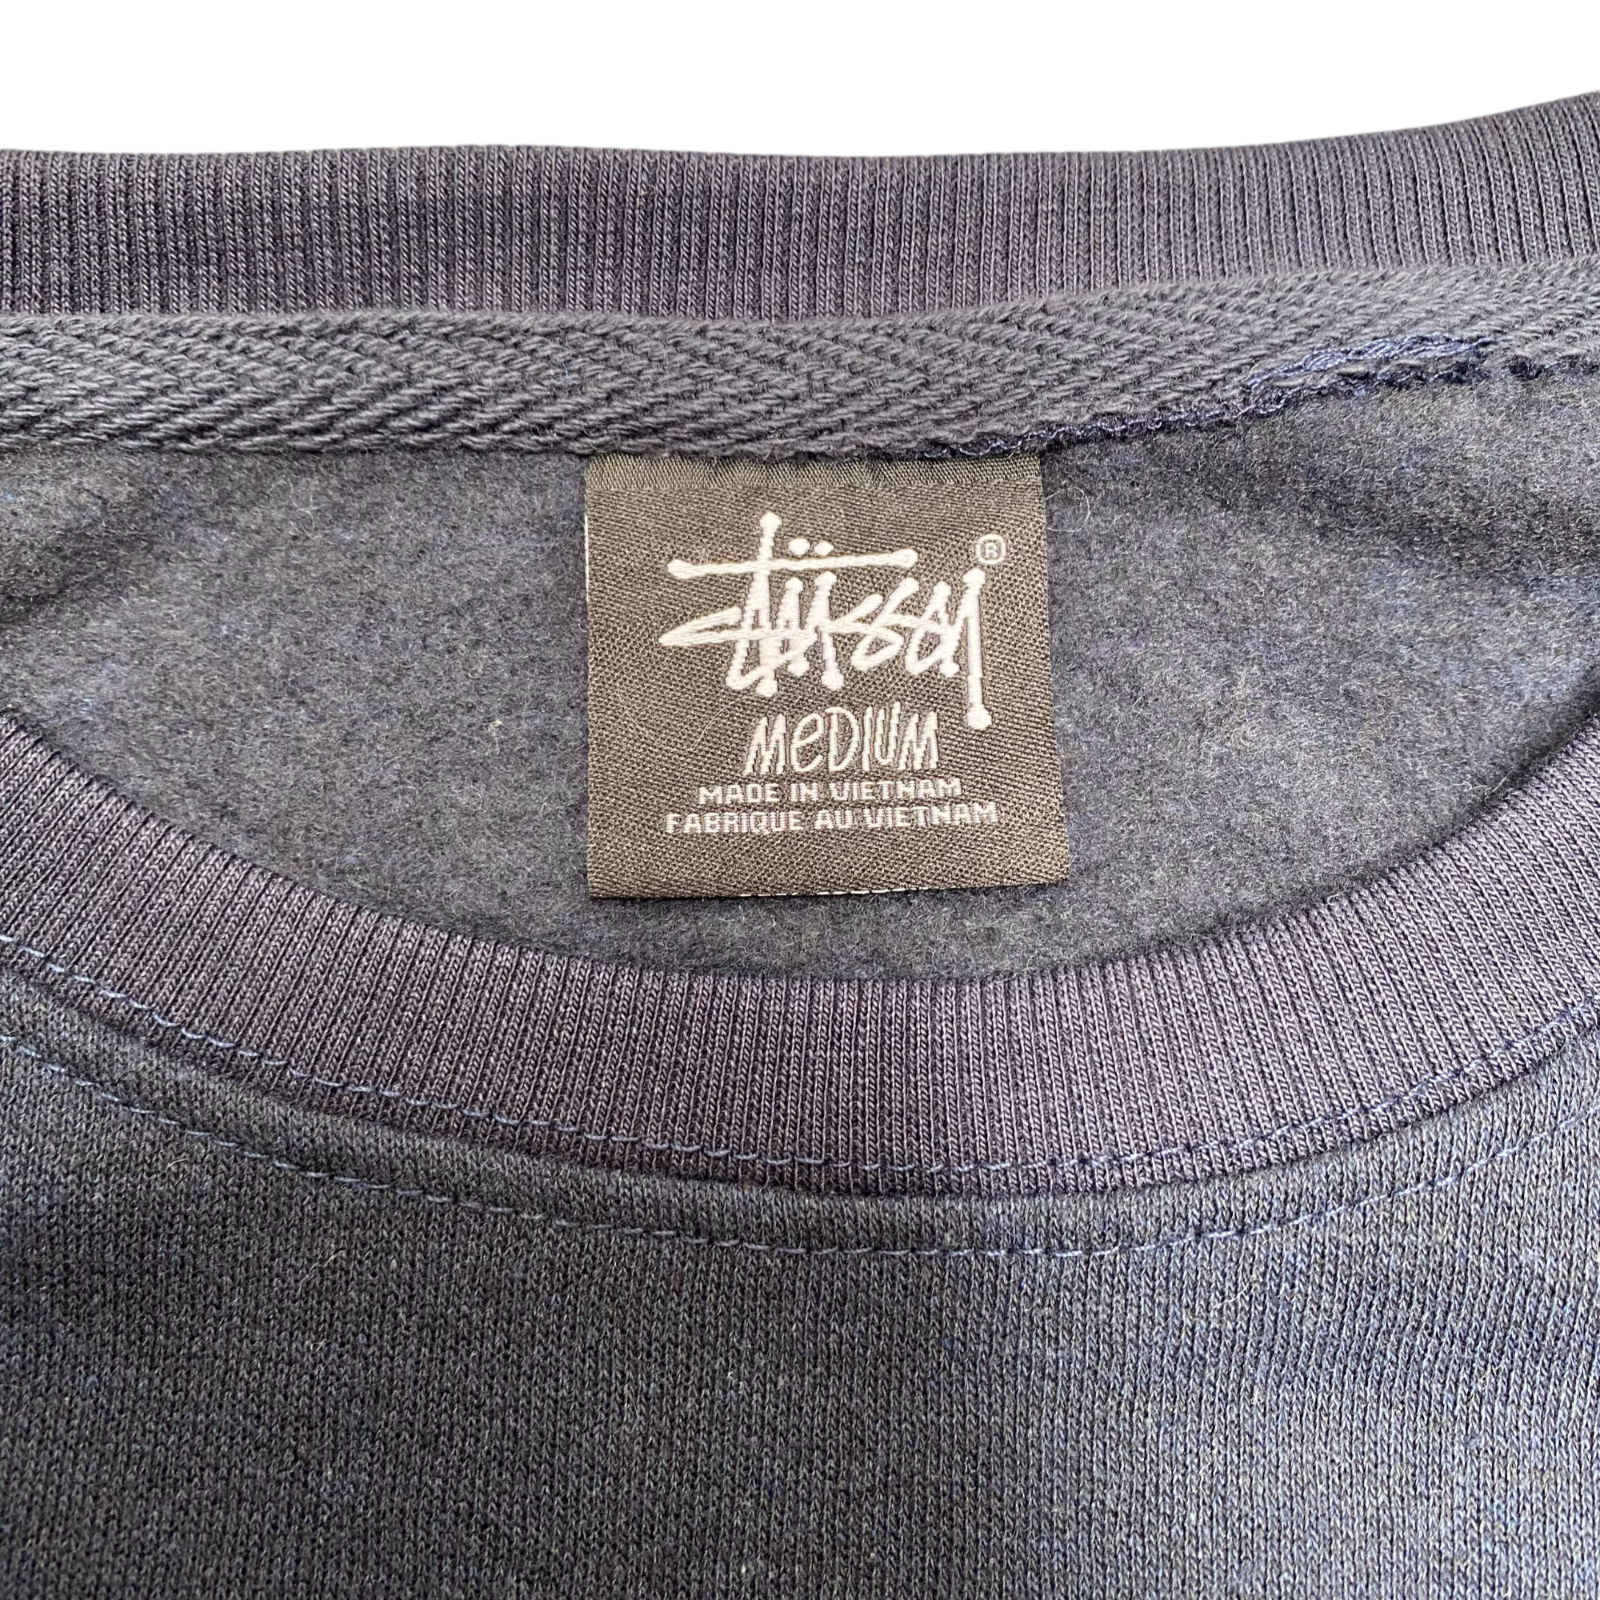 Stüssy ®
MEDIUM
MADE IN VIETNAM
FABRIQUE AU VIETNAM